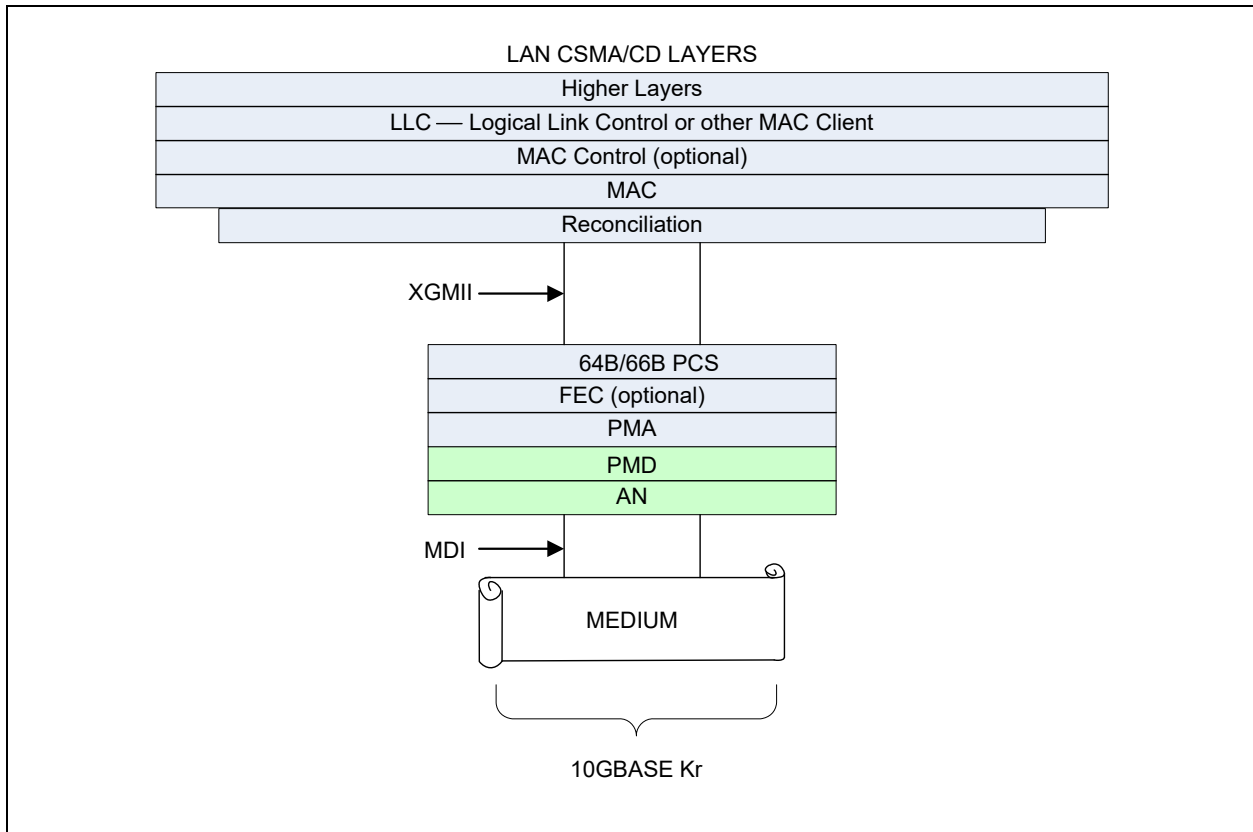 LAN CSMA/CD LAYERS
Higher Layers
LLC — Logical Link Control or other MAC Client
MAC Control (optional)
MAC
Reconciliation
XGMII
64B/66B PCS
FEC (optional)
PMA
PMD
AN
MDI
MEDIUM
10GBASE Kr